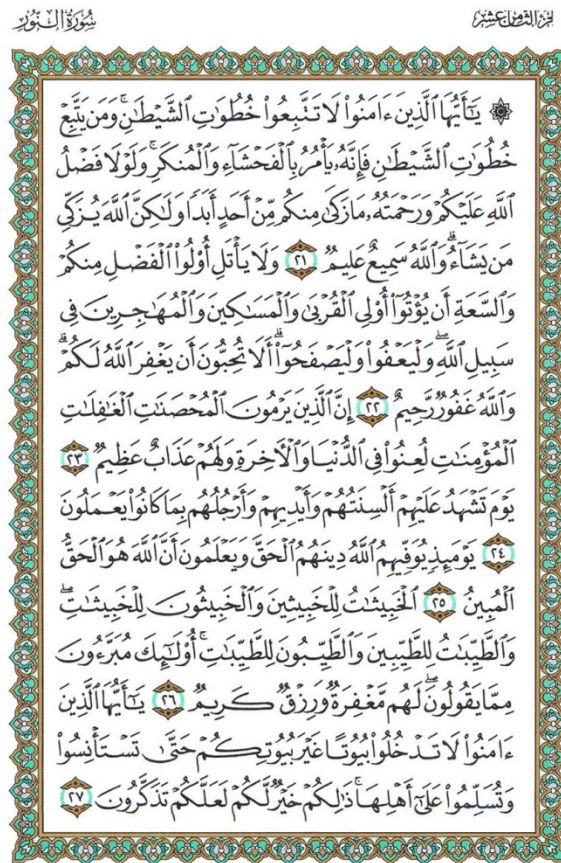 الجزء الثامن عشر
سورة النور
۞ يَٰٓأَيُّهَا ٱلَّذِينَ ءَامَنُوا۟ لَا تَتَّبِعُوا۟ خُطُوَٰتِ ٱلشَّيْطَٰنِ ۚ وَمَن يَتَّبِعْ
خُطُوَٰتِ ٱلشَّيْطَٰنِ فَإِنَّهُۥ يَأْمُرُ بِٱلْفَحْشَآءِ وَٱلْمُنكَرِ ۚ وَلَوْلَا فَضْلُ
ٱللَّهِ عَلَيْكُمْ وَرَحْمَتُهُۥ مَا زَكَىٰ مِنكُم مِّنْ أَحَدٍ أَبَدًا وَلَٰكِنَّ ٱللَّهَ يُزَكِّى
مَن يَشَآءُ ۗ وَٱللَّهُ سَمِيعٌ عَلِيمٌ ٢١ وَلَا يَأْتَلِ أُو۟لُوا۟ ٱلْفَضْلِ مِنكُمْ
وَٱلسَّعَةِ أَن يُؤْتُوٓا۟ أُو۟لِى ٱلْقُرْبَىٰ وَٱلْمَسَٰكِينَ وَٱلْمُهَٰجِرِينَ فِى
سَبِيلِ ٱللَّهِ ۖ وَلْيَعْفُوا۟ وَلْيَصْفَحُوٓا۟ ۗ أَلَا تُحِبُّونَ أَن يَغْفِرَ ٱللَّهُ لَكُمْ ۗ
وَٱللَّهُ غَفُورٌ رَّحِيمٌ ٢٢ إِنَّ ٱلَّذِينَ يَرْمُونَ ٱلْمُحْصَنَٰتِ ٱلْغَٰفِلَٰتِ
ٱلْمُؤْمِنَٰتِ لُعِنُوا۟ فِى ٱلدُّنْيَا وَٱلْءَاخِرَةِ وَلَهُمْ عَذَابٌ عَظِيمٌ ٢٣
يَوْمَ تَشْهَدُ عَلَيْهِمْ أَلْسِنَتُهُمْ وَأَيْدِيهِمْ وَأَرْجُلُهُم بِمَا كَانُوا۟ يَعْمَلُونَ
٢٤ يَوْمَئِذٍ يُوَفِّيهِمُ ٱللَّهُ دِينَهُمُ ٱلْحَقَّ وَيَعْلَمُونَ أَنَّ ٱللَّهَ هُوَ ٱلْحَقُّ
ٱلْمُبِينُ ٢٥ ٱلْخَبِيثَٰتُ لِلْخَبِيثِينَ وَٱلْخَبِيثُونَ لِلْخَبِيثَٰتِ ۖ
وَٱلطَّيِّبَٰتُ لِلطَّيِّبِينَ وَٱلطَّيِّبُونَ لِلطَّيِّبَٰتِ ۚ أُو۟لَٰٓئِكَ مُبَرَّءُونَ
مِمَّا يَقُولُونَ ۖ لَهُم مَّغْفِرَةٌ وَرِزْقٌ كَرِيمٌ ٢٦ يَٰٓأَيُّهَا ٱلَّذِينَ
ءَامَنُوا۟ لَا تَدْخُلُوا۟ بُيُوتًا غَيْرَ بُيُوتِكُمْ حَتَّىٰ تَسْتَأْنِسُوا۟
وَتُسَلِّمُوا۟ عَلَىٰٓ أَهْلِهَا ۚ ذَٰلِكُمْ خَيْرٌ لَّكُمْ لَعَلَّكُمْ تَذَكَّرُونَ ٢٧